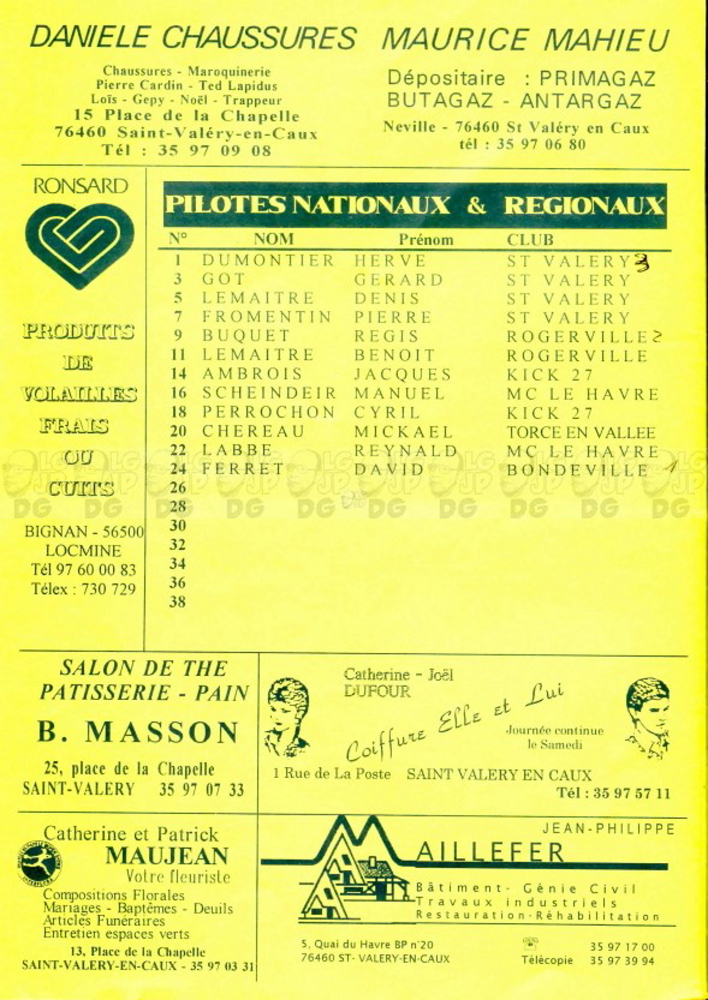 DANIELE CHAUSSURES
Chaussures - Maroquinerie
Pierre Cardin - Ted Lapidus
Loïs - Gepy - Noël - Trappeur
15 Place de la Chapelle
76460 Saint-Valéry-en-Caux
Tél : 35 97 09 08
MAURICE MAHIEU
Dépositaire : PRIMAGAZ
BUTAGAZ - ANTARGAZ
Neville - 76460 St Valéry en Caux
tél : 35 97 06 80
RONSARD
PRODUITS
DE
VOLAILLES
FRAIS
OU
CUITS
BIGNAN - 56500
LOCMINE
Tél 97 60 00 83
Télex : 730 729
PILOTES NATIONAUX & REGIONAUX
N° NOM Prénom CLUB
1 DUMONTIER HERVE ST VALERY 3
3 GOT GERARD ST VALERY
5 LEMAITRE DENIS ST VALERY
7 FROMENTIN PIERRE ST VALERY
9 BUQUET REGIS ROGERVILLE 2
11 LEMAITRE BENOIT ROGERVILLE
14 AMBROIS JACQUES KICK 27
16 SCHEINDEIR MANUEL MC LE HAVRE
18 PERROCHON CYRIL KICK 27
20 CHEREAU MICKAEL TORCE EN VALLEE
22 LABBE REYNALD MC LE HAVRE
24 FERRET DAVID BONDEVILLE 1
26
28
30
32
34
36
38
SALON DE THE
PATISSERIE - PAIN
B. MASSON
25, place de la Chapelle
SAINT-VALERY 35 97 07 33
Catherine - Joël
DUFOUR
Coiffure Elle et Lui
Journée continue
le Samedi
1 Rue de La Poste SAINT VALERY EN CAUX
Tél : 35 97 57 11
Catherine et Patrick
MAUJEAN
Votre fleuriste
Compositions Florales
Mariages - Baptêmes - Deuils
Articles Funéraires
Entretien espaces verts
13, Place de la Chapelle
SAINT-VALERY-EN-CAUX - 35 97 03 31
JEAN-PHILIPPE
MAILLEFER
Bâtiment - Génie Civil
Travaux industriels
Restauration - Réhabilitation
5, Quai du Havre BP n°20
76460 ST- VALERY-EN-CAUX
☏ 35 97 17 00
Télécopie 35 97 39 94